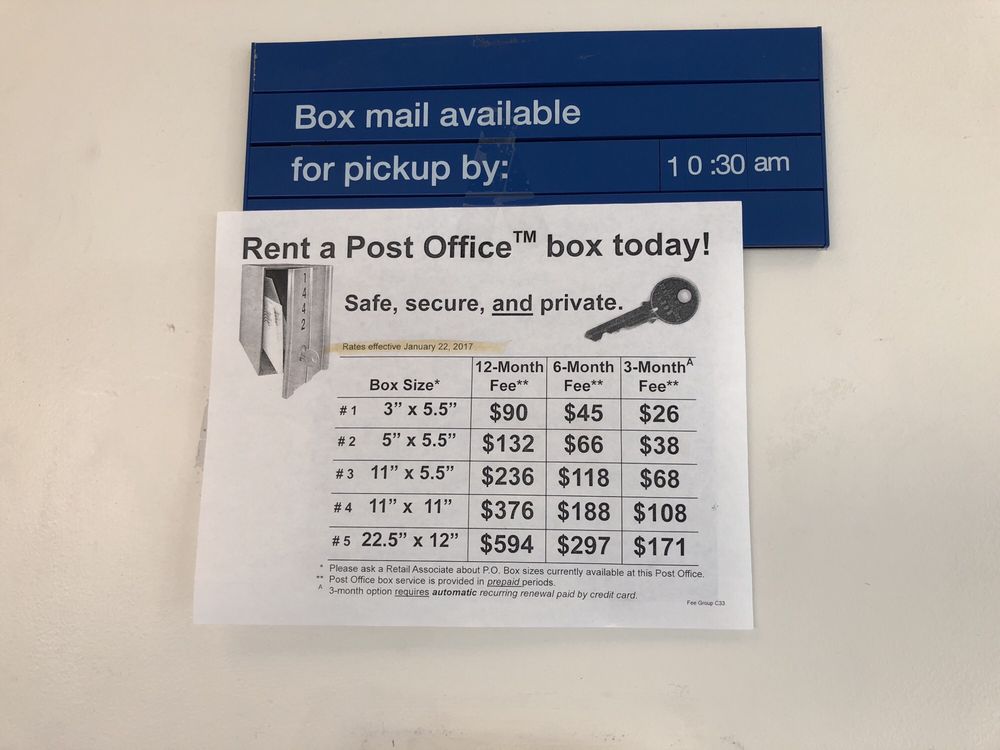 Box mail available
for pickup by: 10:30 am
Rent a Post Office™ box today!
Safe, secure, and private.
Rates effective January 22, 2017
Box Size* 12-Month Fee** 6-Month Fee** 3-Month^A Fee**
#1 3” x 5.5” $90 $45 $26
#2 5” x 5.5” $132 $66 $38
#3 11” x 5.5” $236 $118 $68
#4 11” x 11” $376 $188 $108
#5 22.5” x 12” $594 $297 $171
* Please ask a Retail Associate about P.O. Box sizes currently available at this Post Office.
** Post Office box service is provided in prepaid periods.
A 3-month option requires automatic recurring renewal paid by credit card.
Fee Group C33
1442